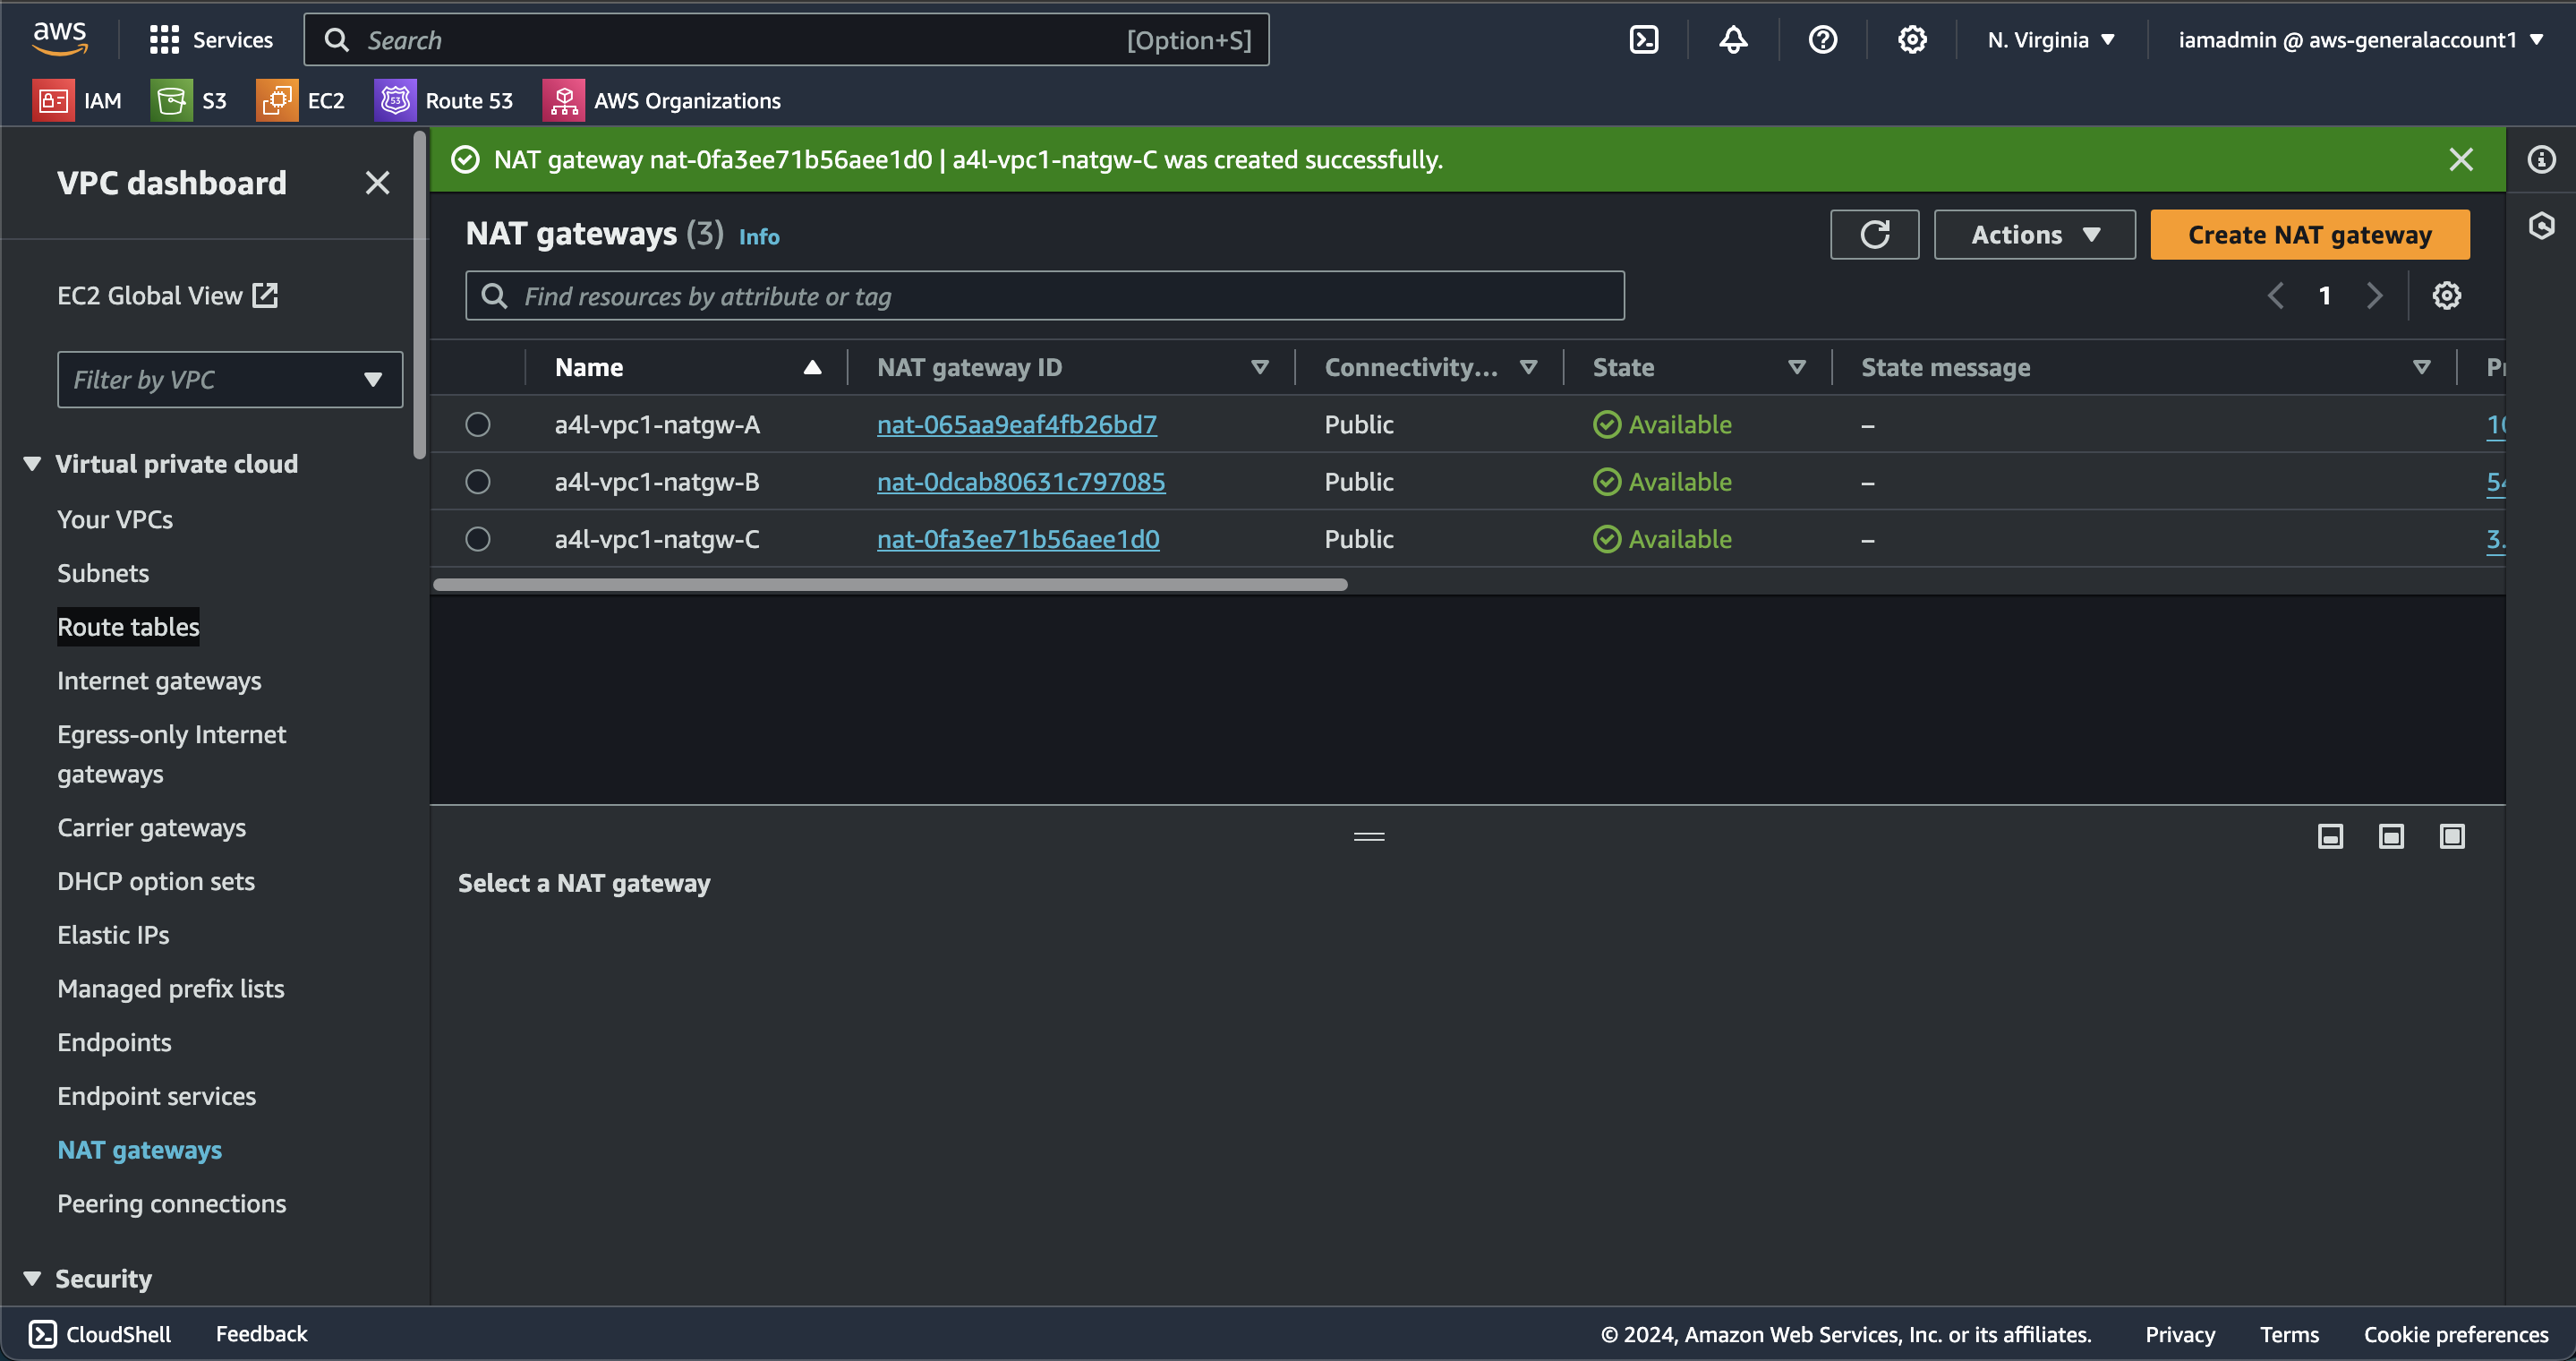 aws
Services
Search
[Option+S]
N. Virginia
iamadmin @ aws-generalaccount1
IAM
S3
EC2
53
Route 53
AWS Organizations
VPC dashboard
EC2 Global View
Filter by VPC
Virtual private cloud
Your VPCs
Subnets
Route tables
Internet gateways
Egress-only Internet
gateways
Carrier gateways
DHCP option sets
Elastic IPs
Managed prefix lists
Endpoints
Endpoint services
NAT gateways
Peering connections
Security
NAT gateway nat-0fa3ee71b56aee1d0 | a4l-vpc1-natgw-C was created successfully.
NAT gateways (3) Info
Actions
Create NAT gateway
Find resources by attribute or tag
1
Name NAT gateway ID Connectivity... State State message
a4l-vpc1-natgw-A nat-065aa9eaf4fb26bd7 Public Available –
a4l-vpc1-natgw-B nat-0dcab80631c797085 Public Available –
a4l-vpc1-natgw-C nat-0fa3ee71b56aee1d0 Public Available – 3.
Select a NAT gateway
CloudShell
Feedback
© 2024, Amazon Web Services, Inc. or its affiliates.
Privacy
Terms
Cookie preferences